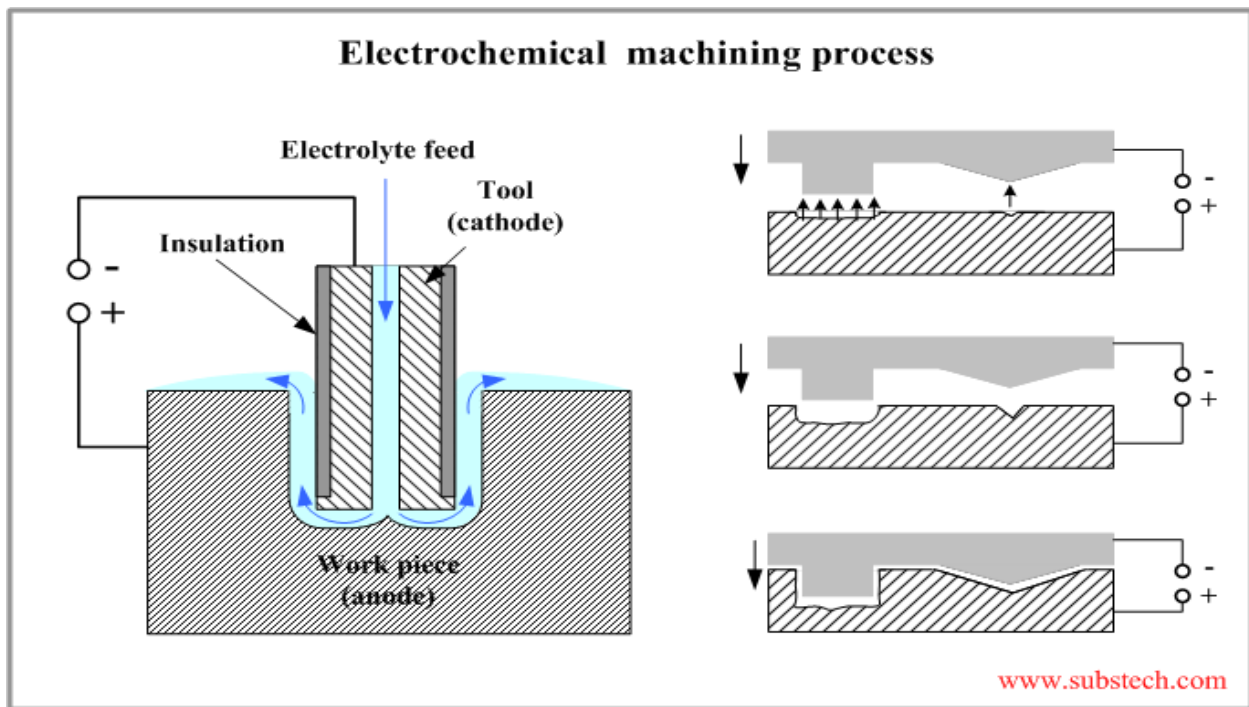 Electrochemical machining process
Electrolyte feed
Tool
(cathode)
Insulation
-
+
Work piece
(anode)
-
+
-
+
-
+
www.substech.com